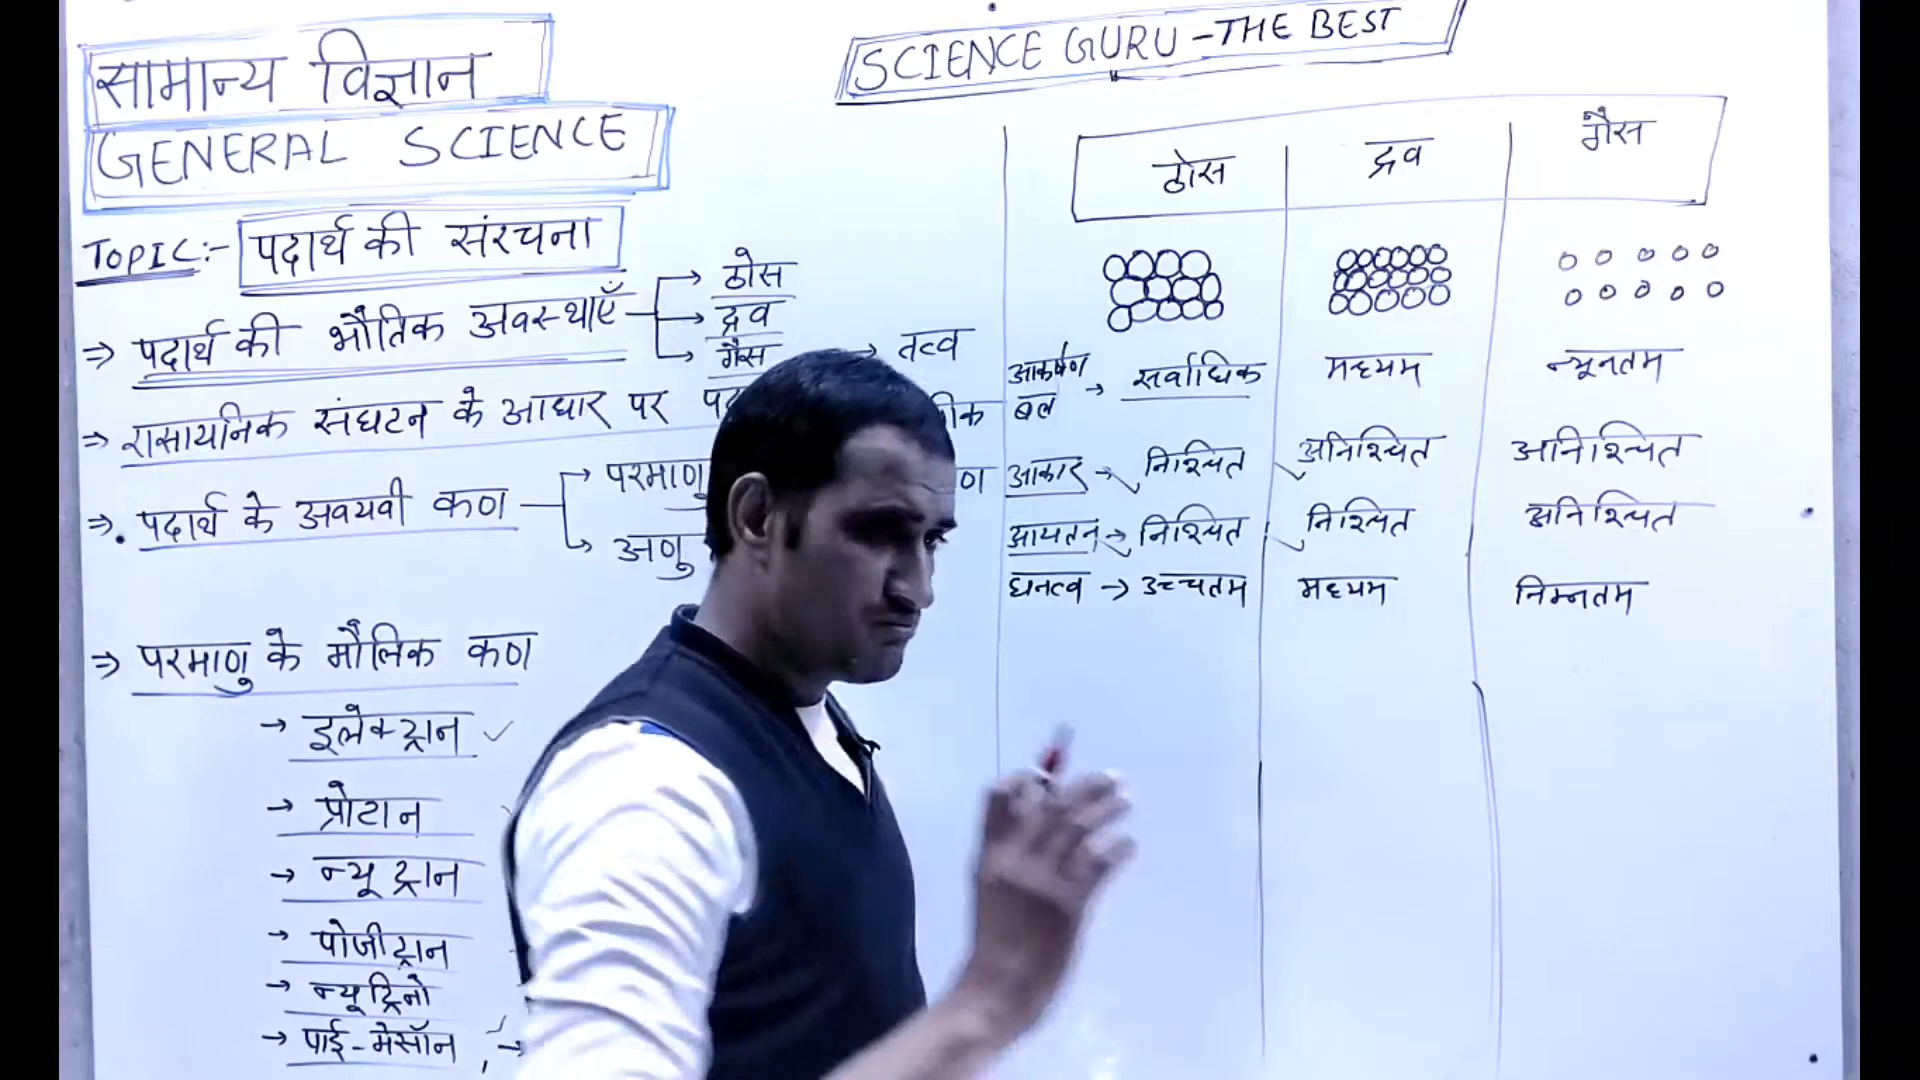 सामान्य विज्ञान
GENERAL SCIENCE
SCIENCE GURU - THE BEST
TOPIC:- पदार्थ की संरचना
⇒ पदार्थ की भौतिक अवस्थाएँ → ठोस
→ द्रव
→ गैस
⇒ रासायनिक संघटन के आधार पर
→ तत्व
⇒ पदार्थ के अवयवी कण → परमाणु
→ अणु
⇒ परमाणु के मौलिक कण
→ इलेक्ट्रान ✓
→ प्रोटान
→ न्यूट्रान
→ पोजीट्रान
→ न्यूट्रिनो
→ पाई-मेसॉन
ठोस द्रव गैस
आकर्षण बल → सर्वाधिक मध्यम न्यूनतम
आकार → निश्चित अनिश्चित अनिश्चित
आयतन → निश्चित निश्चित अनिश्चित
घनत्व → उच्चतम मध्यम निम्नतम